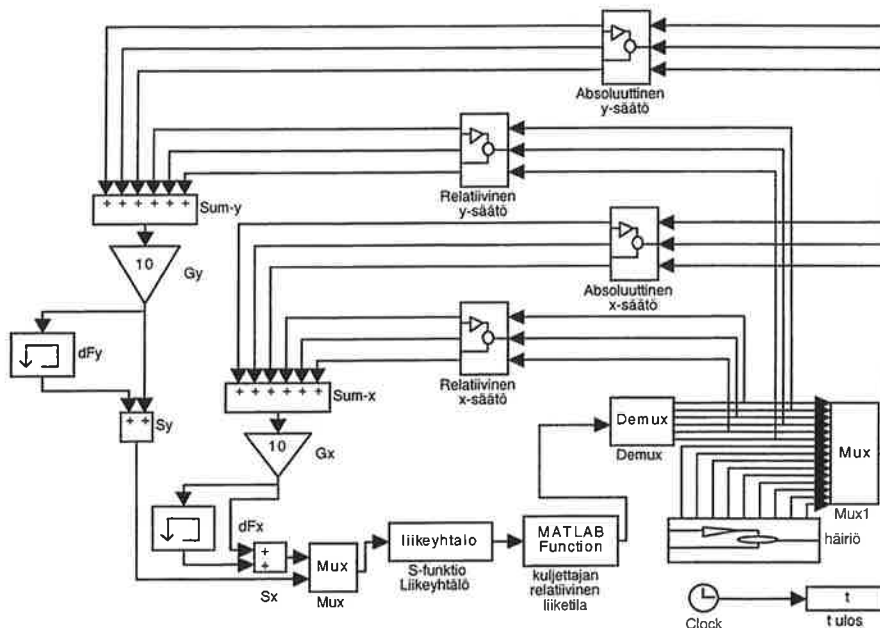 Absoluuttinen
y-säätö
Relatiivinen
y-säätö
+ + + + + +
Sum-y
10
Gy
Absoluuttinen
x-säätö
dFy
Relatiivinen
x-säätö
+ + + + + +
Sum-x
+ +
Sy
10
Gx
Demux
Demux
Mux
Mux1
dFx
+
+
Sx
Mux
Mux
liikeyhtalo
S-funktio
Liikeyhtälö
MATLAB
Function
kuljettajan
relatiivinen
liiketila
häiriö
Clock
t
t ulos